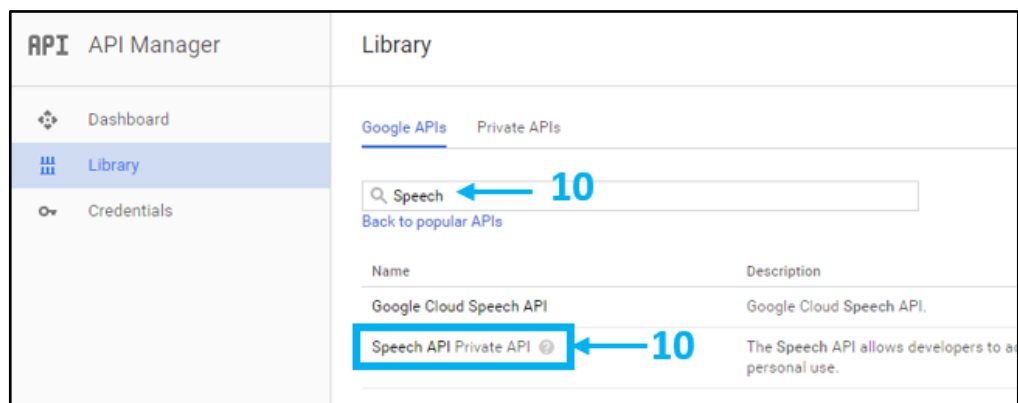 API API Manager
Library
Dashboard
Library
Credentials
Google APIs Private APIs
Speech 10
Back to popular APIs
Name Description
Google Cloud Speech API Google Cloud Speech API.
Speech API Private API 10 The Speech API allows developers to
personal use.